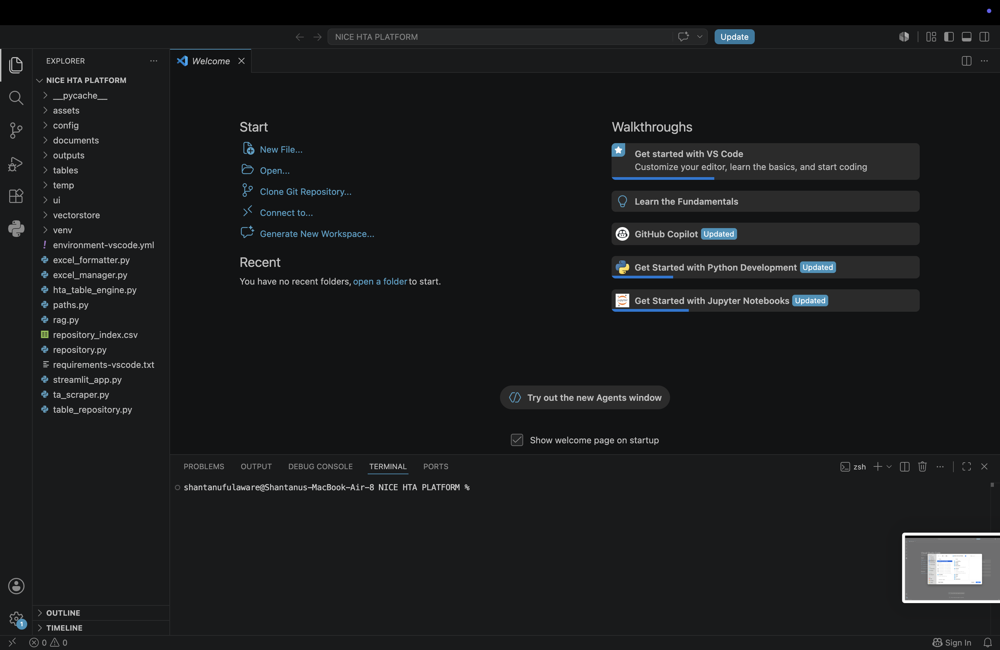 NICE HTA PLATFORM
Update
EXPLORER
Welcome
NICE HTA PLATFORM
__pycache__
assets
config
documents
outputs
tables
temp
ui
vectorstore
venv
environment-vscode.yml
excel_formatter.py
excel_manager.py
hta_table_engine.py
paths.py
rag.py
repository_index.csv
repository.py
requirements-vscode.txt
streamlit_app.py
ta_scraper.py
table_repository.py
OUTLINE
TIMELINE
Start
New File...
Open...
Clone Git Repository...
Connect to...
Generate New Workspace...
Recent
You have no recent folders, open a folder to start.
Walkthroughs
Get started with VS Code
Customize your editor, learn the basics, and start coding
Learn the Fundamentals
GitHub Copilot Updated
Get Started with Python Development Updated
jupyter
Get Started with Jupyter Notebooks Updated
Try out the new Agents window
Show welcome page on startup
PROBLEMS OUTPUT DEBUG CONSOLE TERMINAL PORTS
zsh
shantanufulaware@Shantanus-MacBook-Air-8 NICE HTA PLATFORM %
1
0 0
Sign In